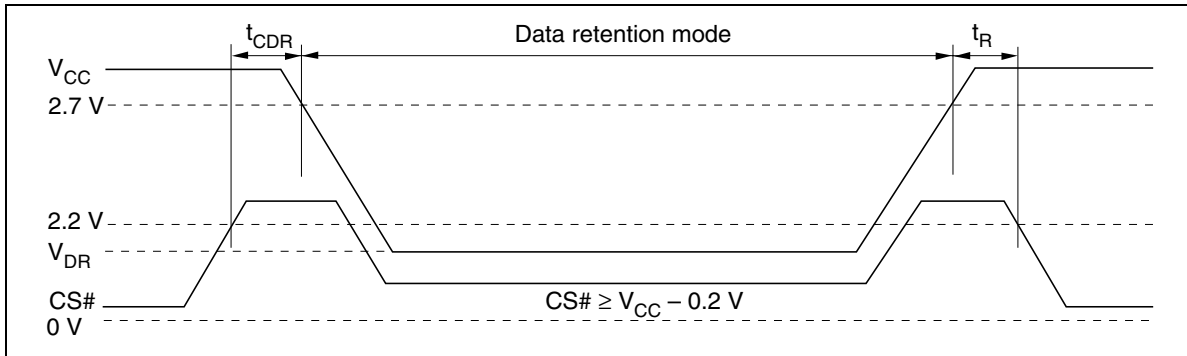 t_CDR Data retention mode t_R
V_CC
2.7 V
2.2 V
V_DR
CS# CS# ≥ V_CC – 0.2 V
0 V